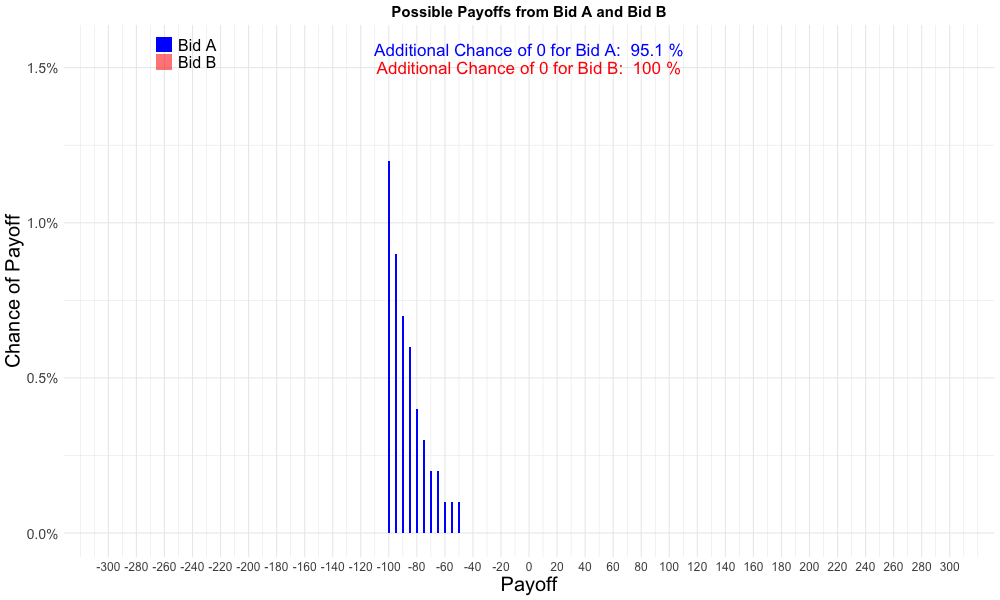 Possible Payoffs from Bid A and Bid B
Bid A
Bid B
Additional Chance of 0 for Bid A: 95.1 %
Additional Chance of 0 for Bid B: 100 %
Chance of Payoff
1.5%
1.0%
0.5%
0.0%
-300 -280 -260 -240 -220 -200 -180 -160 -140 -120 -100 -80 -60 -40 -20 0 20 40 60 80 100 120 140 160 180 200 220 240 260 280 300
Payoff